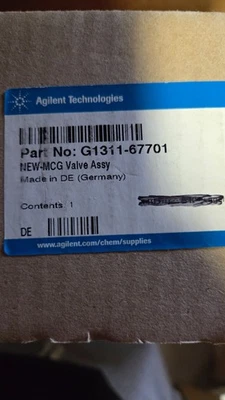 Agilent Technologies
Part No: G1311-67701
NEW-MCG Valve Assy
Made in DE (Germany)
Contents: 1
DE
www.agilent.com/chem/supplies